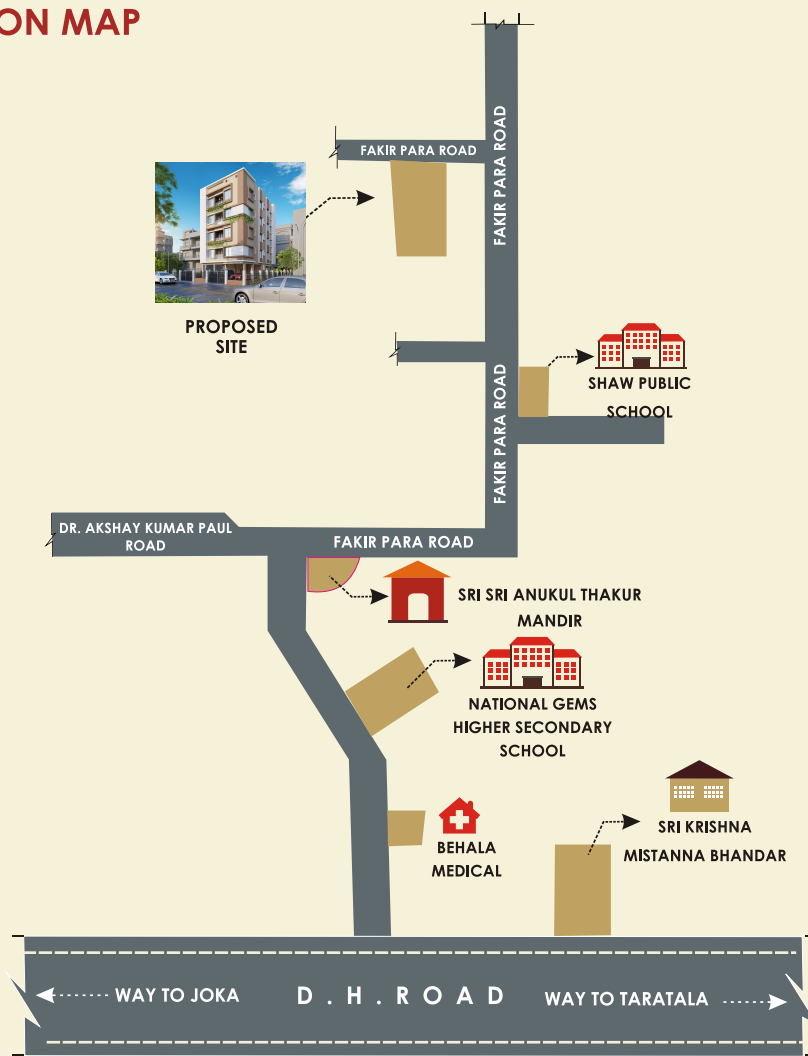 ON MAP
FAKIR PARA ROAD
FAKIR PARA ROAD
PROPOSED
SITE
SHAW PUBLIC
SCHOOL
FAKIR PARA ROAD
DR. AKSHAY KUMAR PAUL
ROAD
FAKIR PARA ROAD
SRI SRI ANUKUL THAKUR
MANDIR
NATIONAL GEMS
HIGHER SECONDARY
SCHOOL
BEHALA
MEDICAL
SRI KRISHNA
MISTANNA BHANDAR
WAY TO JOKA
D.H.ROAD
WAY TO TARATALA